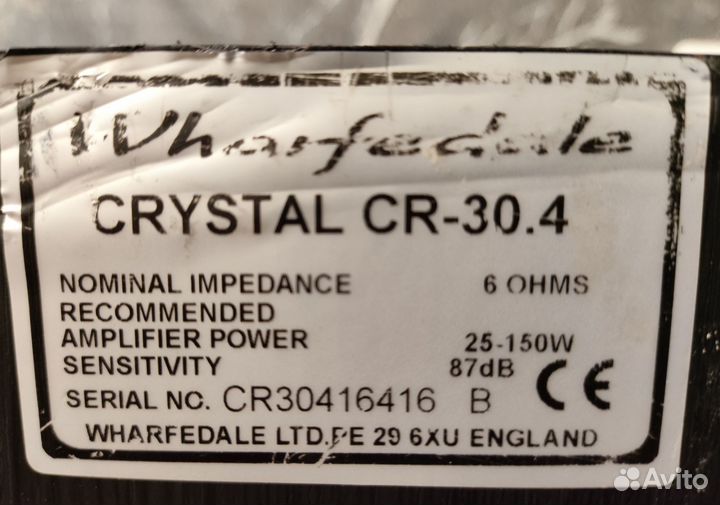 Wharfedale
CRYSTAL CR-30.4
NOMINAL IMPEDANCE 6 OHMS
RECOMMENDED
AMPLIFIER POWER 25-150W
SENSITIVITY 87dB
SERIAL NO. CR30416416 B CE
WHARFEDALE LTD.PE 29 6XU ENGLAND
Avito